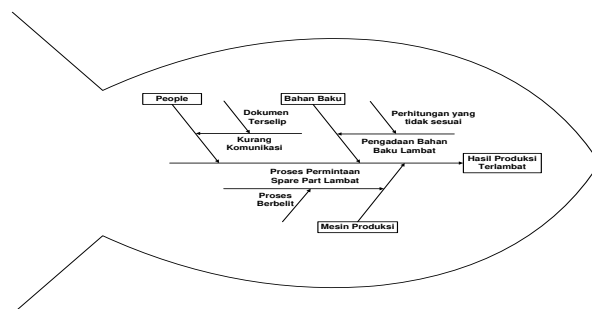 People
Dokumen
Terselip
Kurang
Komunikasi
Bahan Baku
Perhitungan yang
tidak sesuai
Pengadaan Bahan
Baku Lambat
Hasil Produksi
Terlambat
Proses Permintaan
Spare Part Lambat
Proses
Berbelit
Mesin Produksi